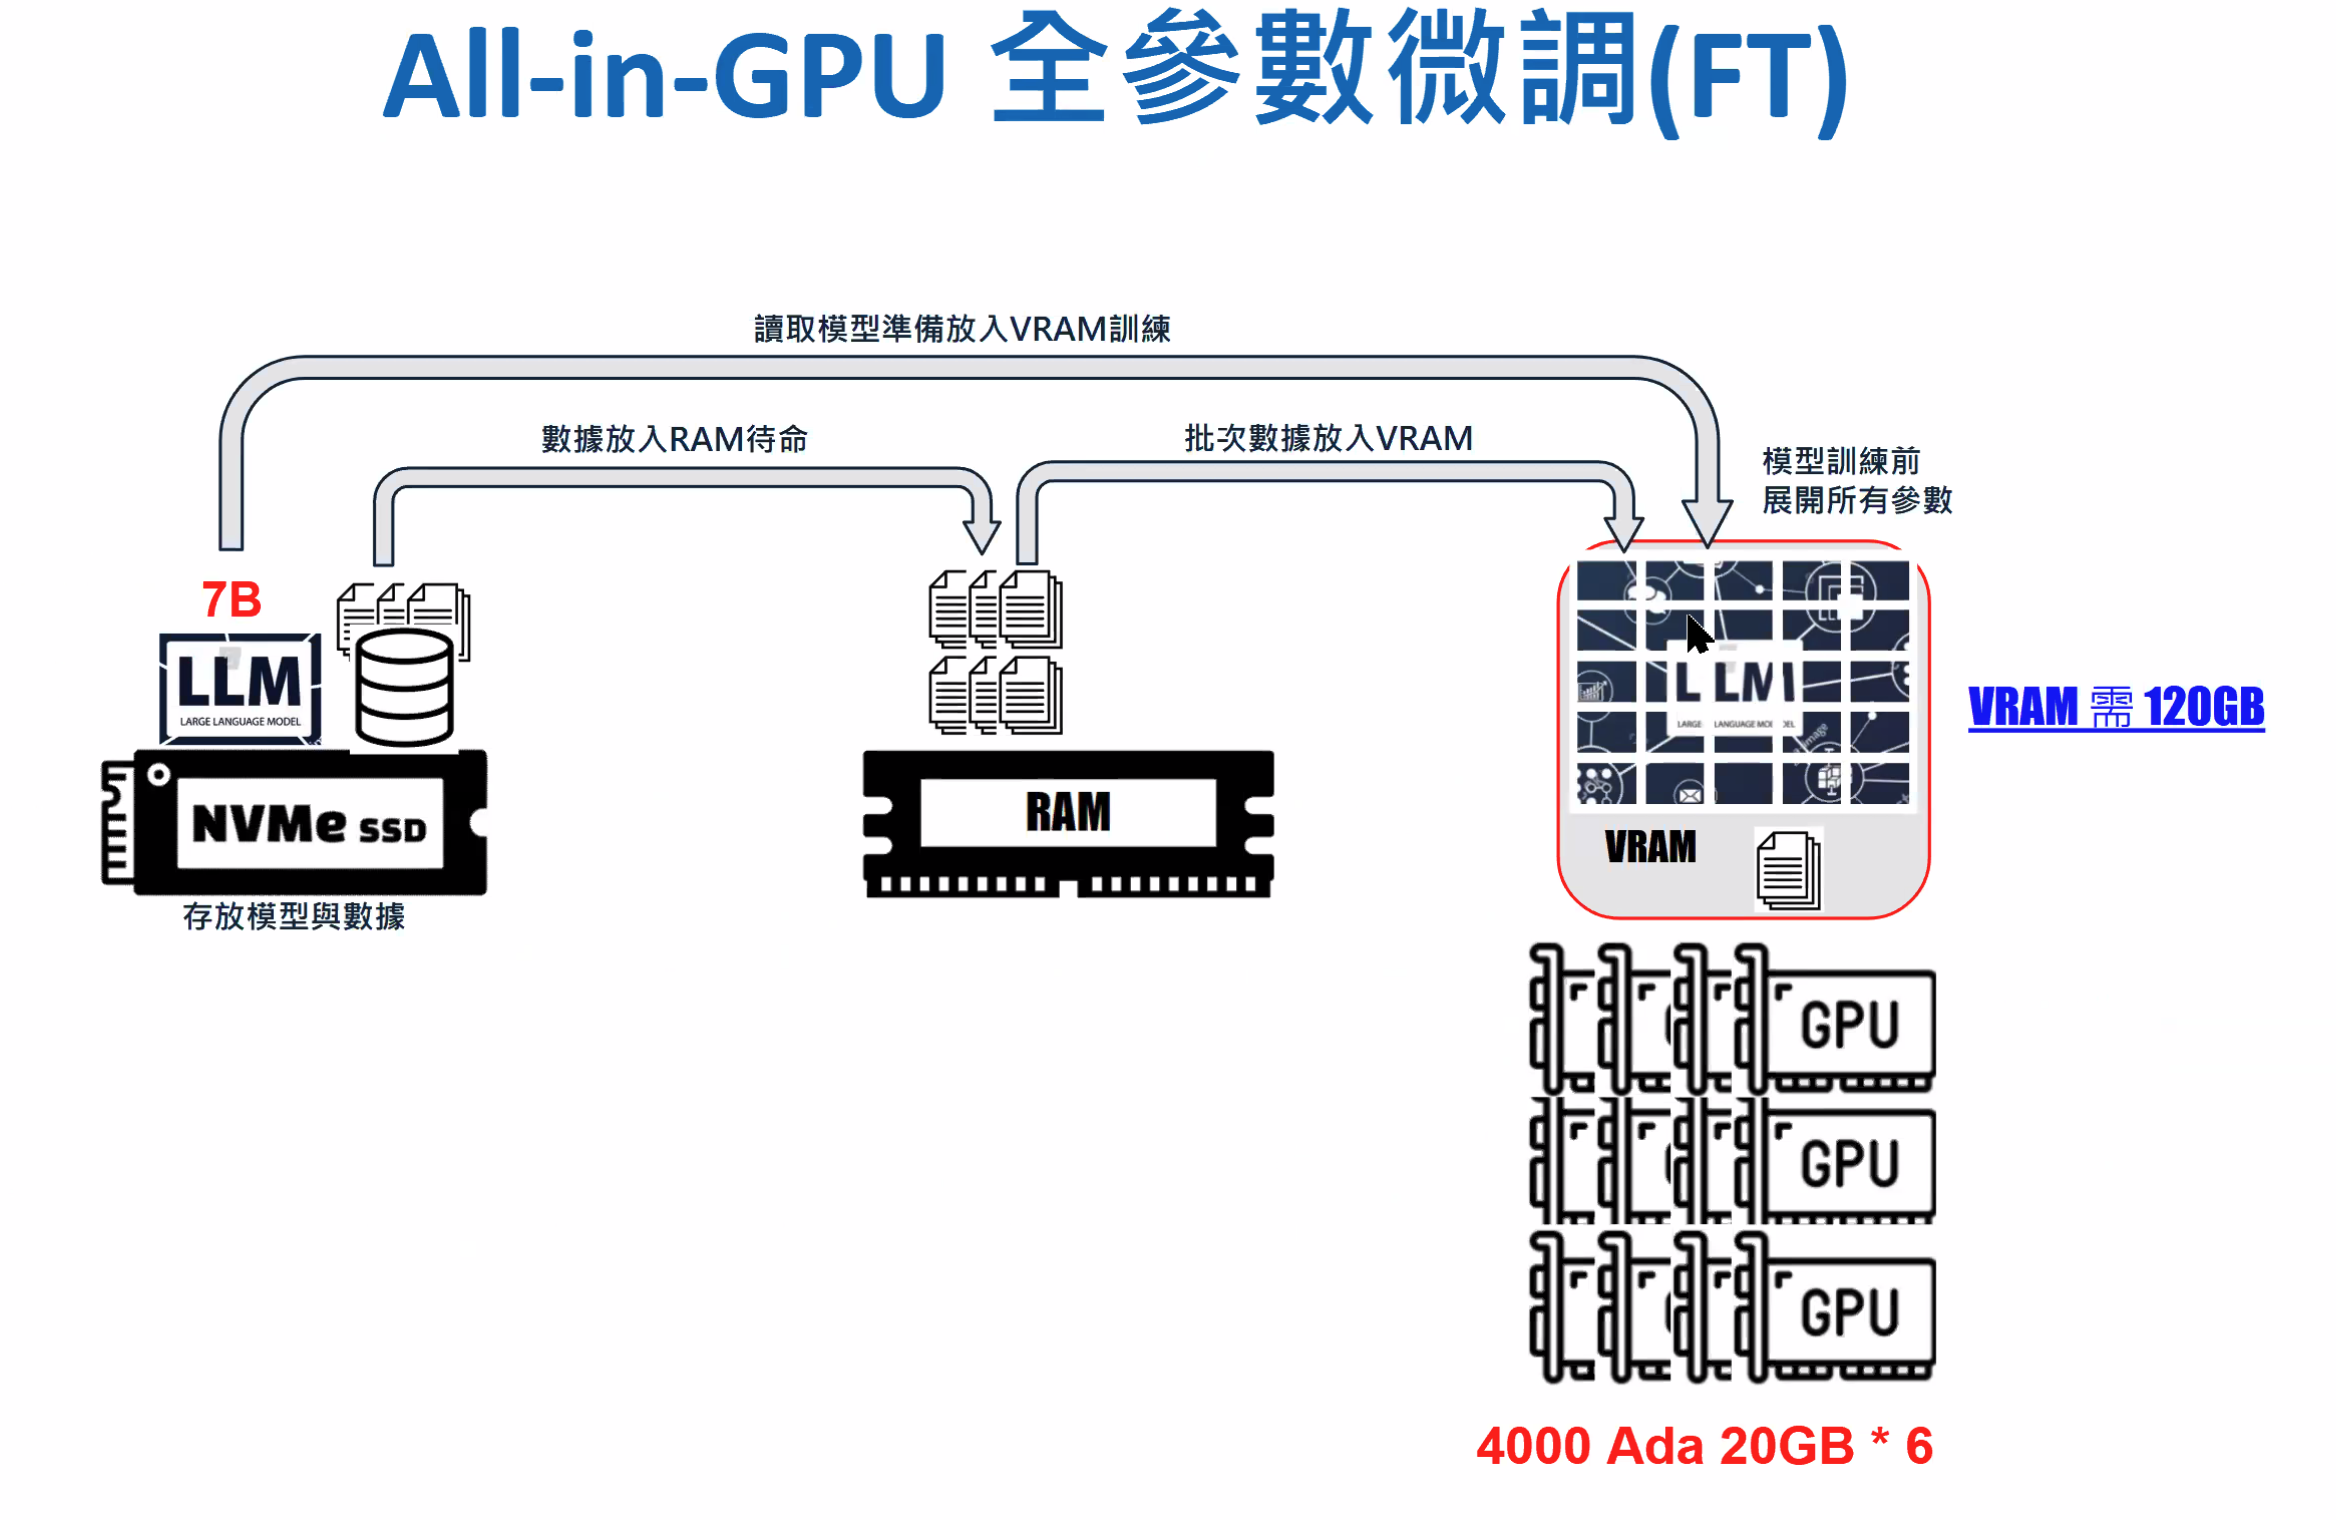 All-in-GPU 全參數微調(FT)
讀取模型準備放入VRAM訓練
數據放入RAM待命
批次數據放入VRAM
模型訓練前
展開所有參數
7B
LLM
LARGE LANGUAGE MODEL
NVMe SSD
存放模型與數據
RAM
L LM
LARGE LANGUAGE MO
VRAM
VRAM 需 120GB
GPU
GPU
GPU
4000 Ada 20GB * 6